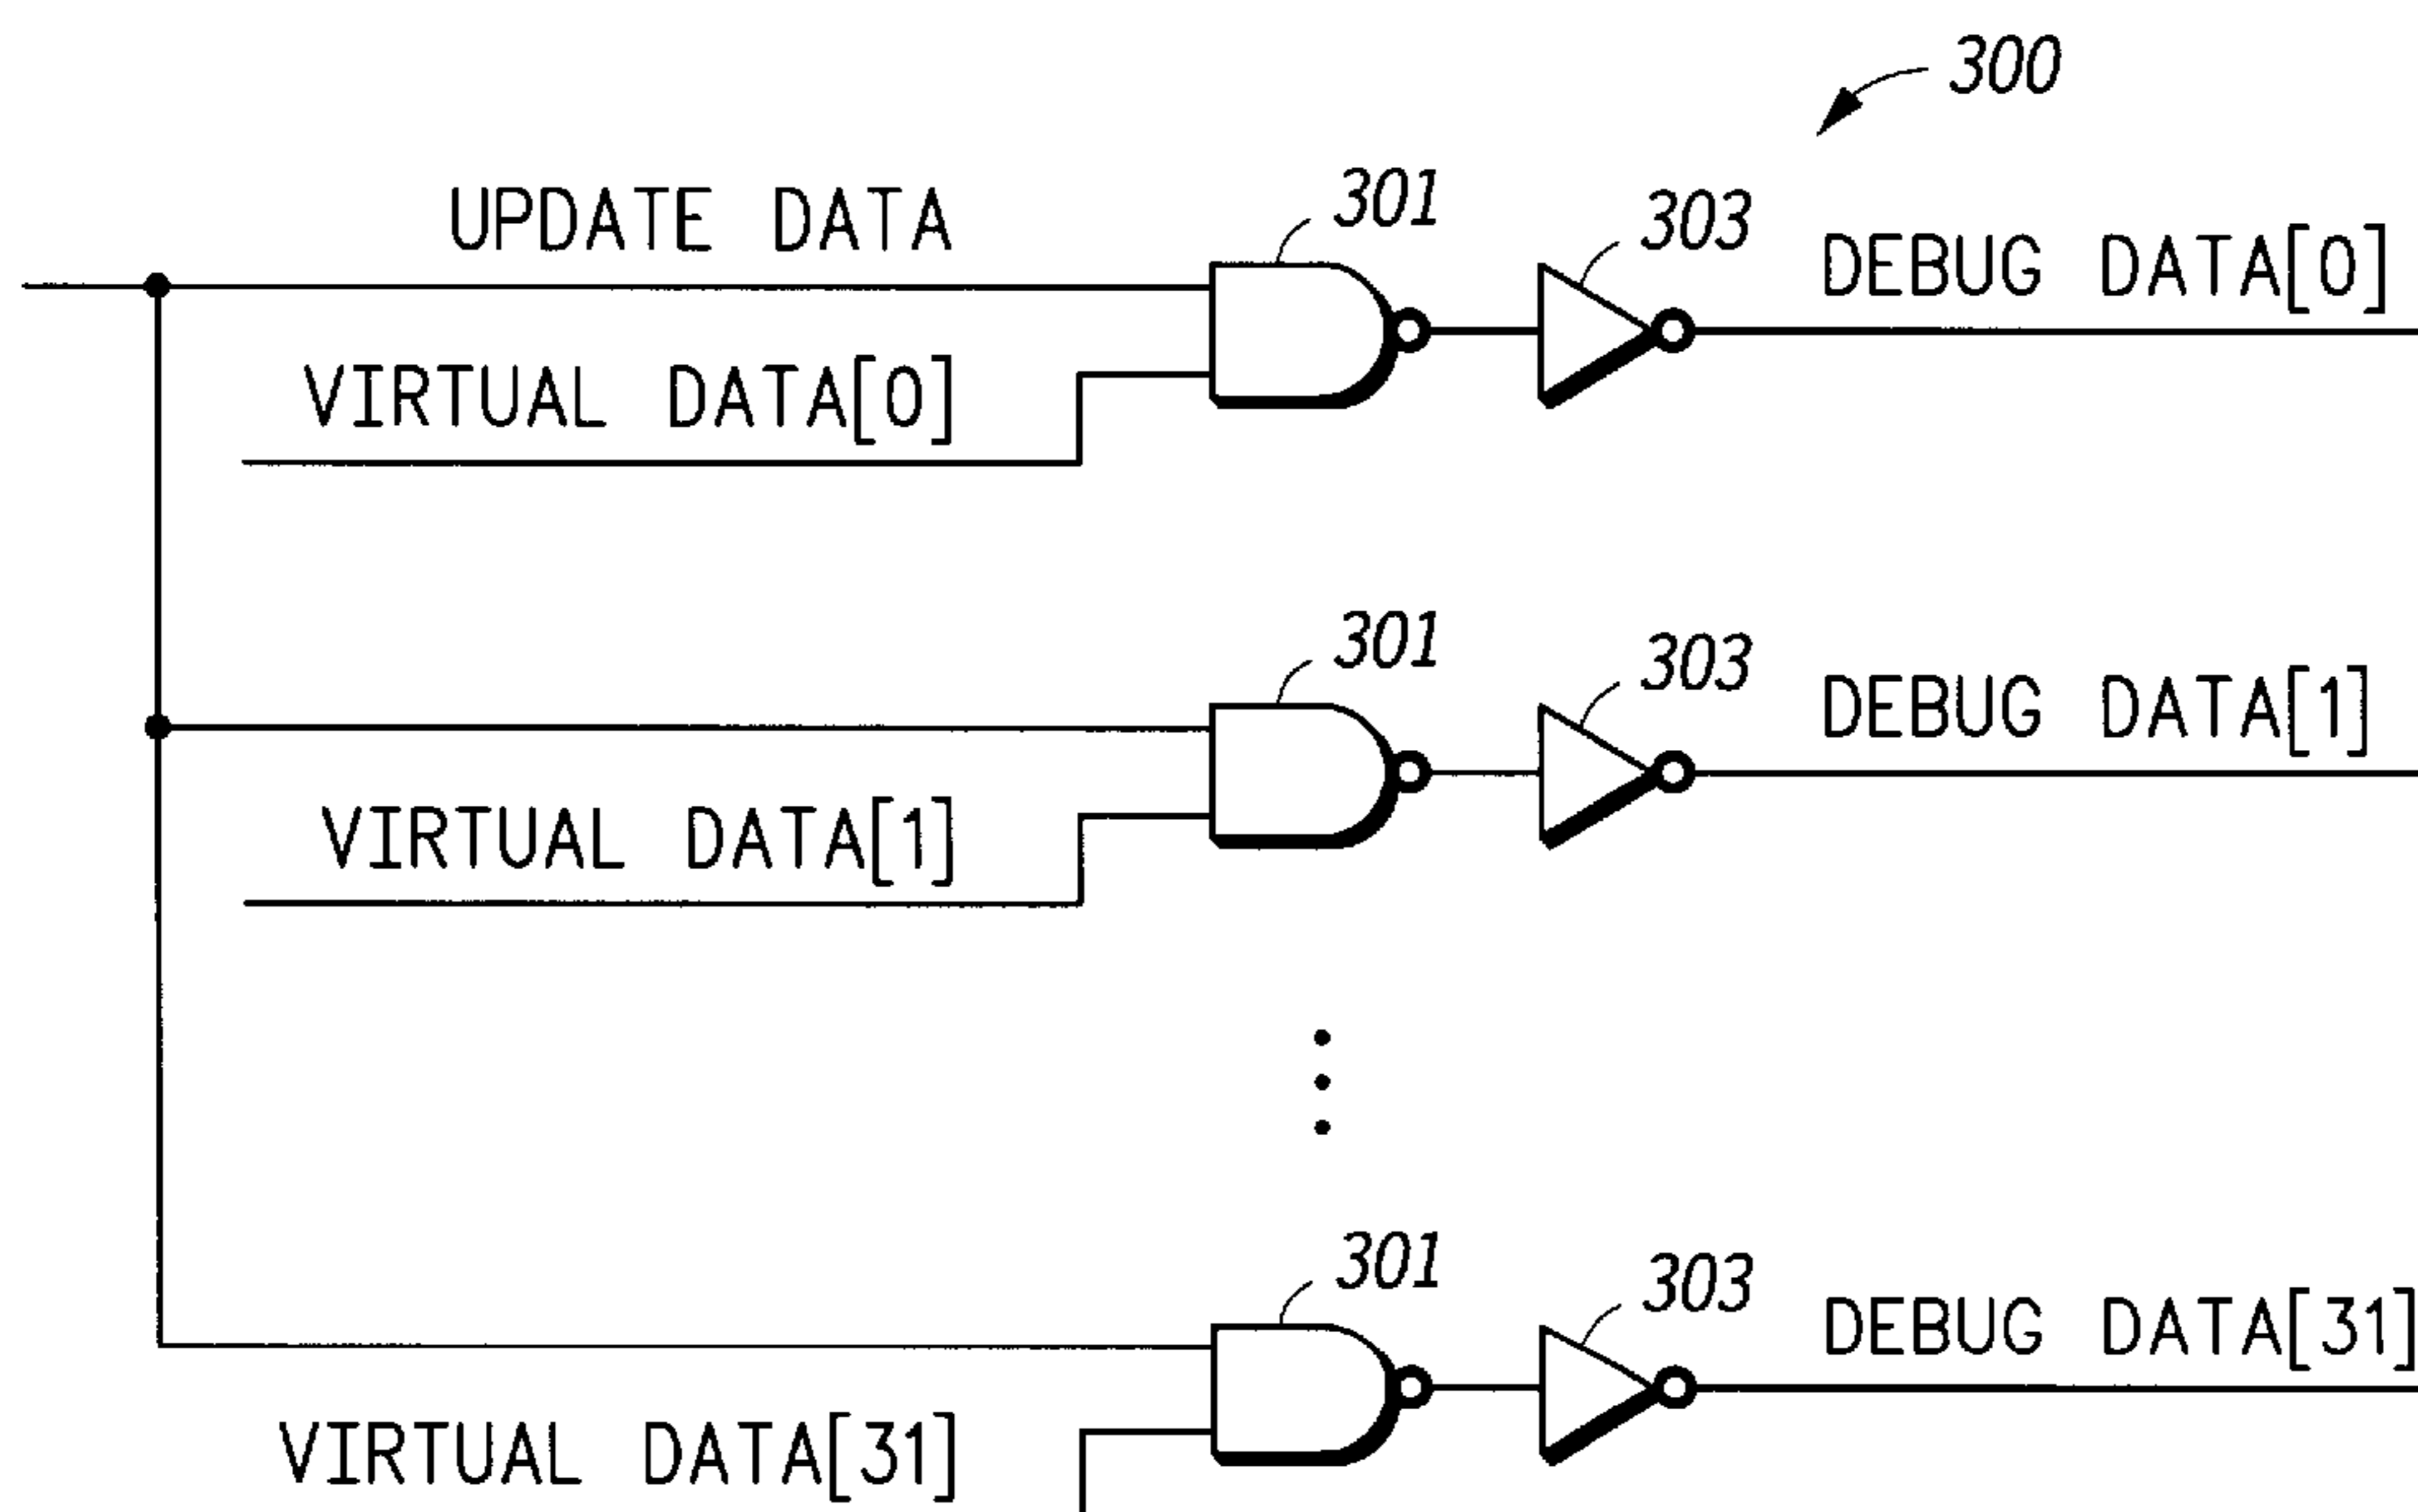 300
UPDATE DATA
301
303
DEBUG DATA[0]
VIRTUAL DATA[0]
301
303
DEBUG DATA[1]
VIRTUAL DATA[1]
301
303
DEBUG DATA[31]
VIRTUAL DATA[31]